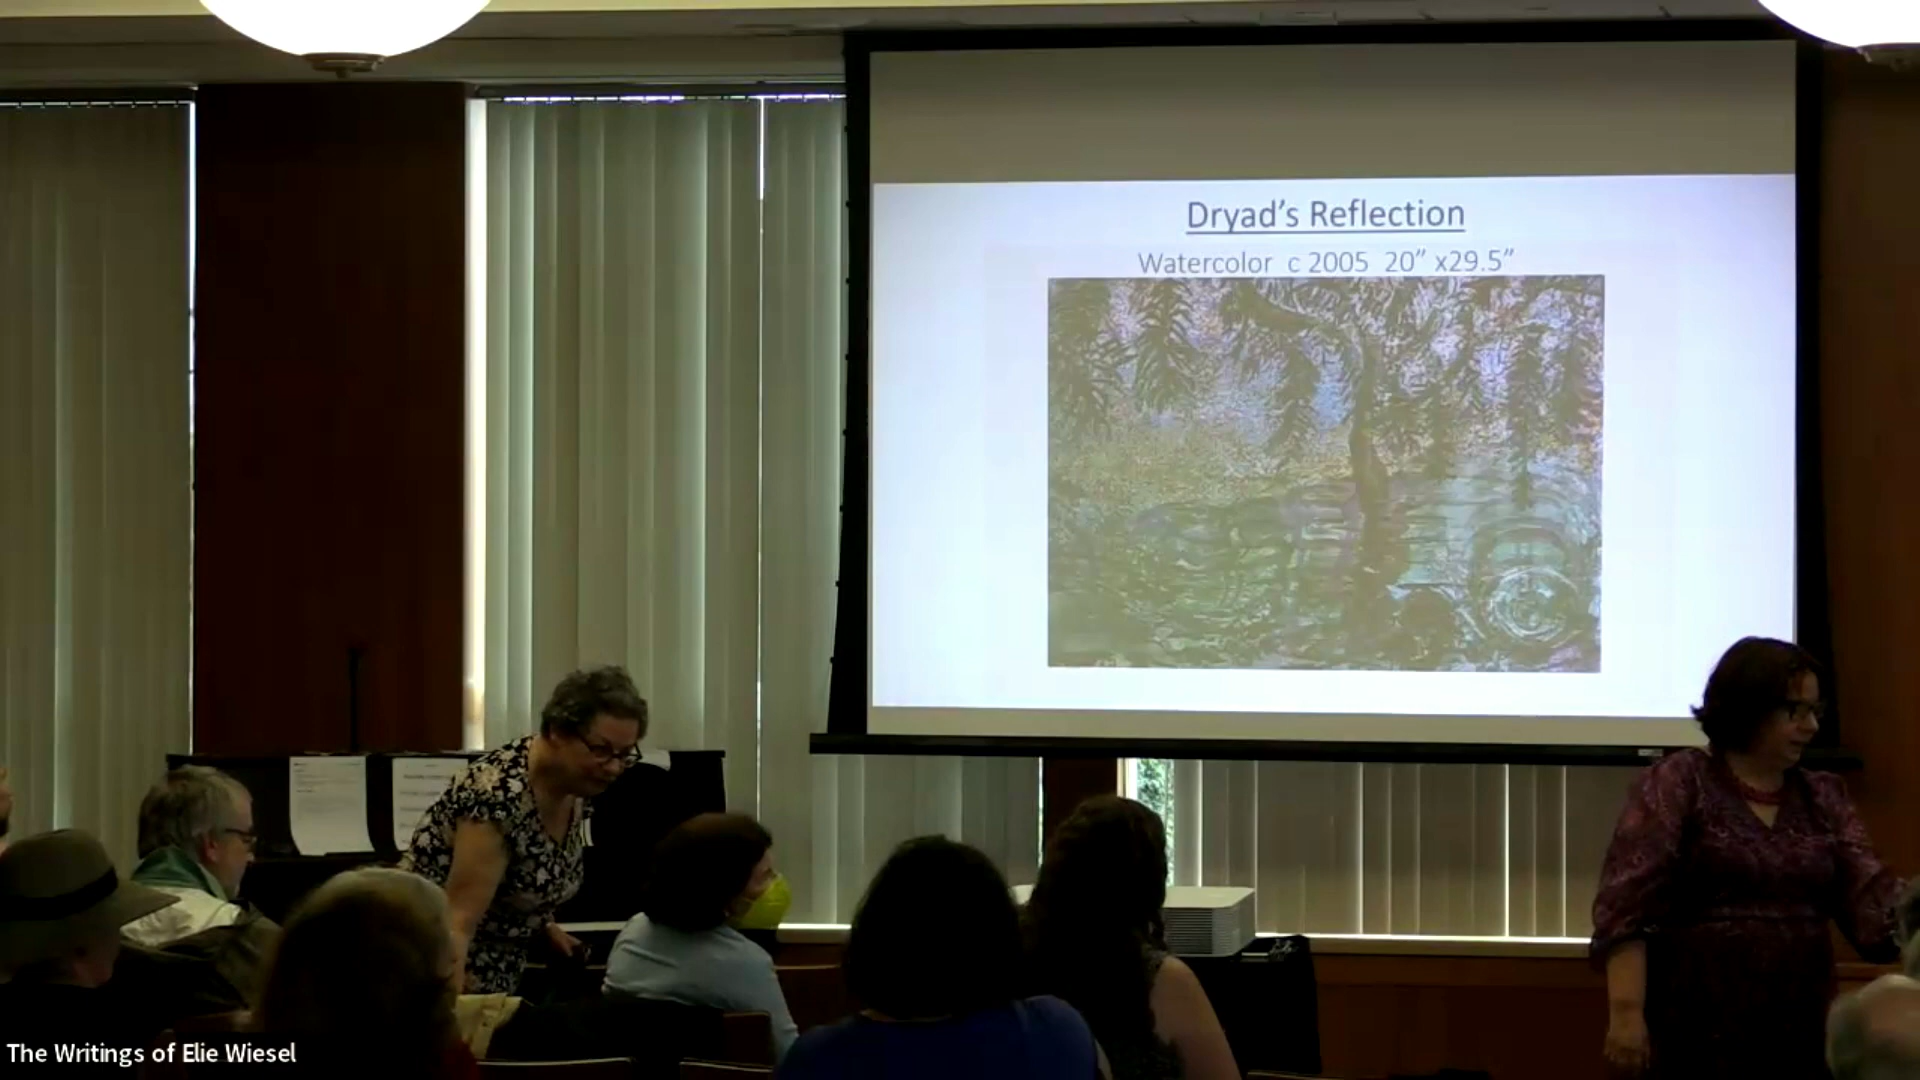 Dryad's Reflection
Watercolor c 2005 20" x29.5"
The Writings of Elie Wiesel